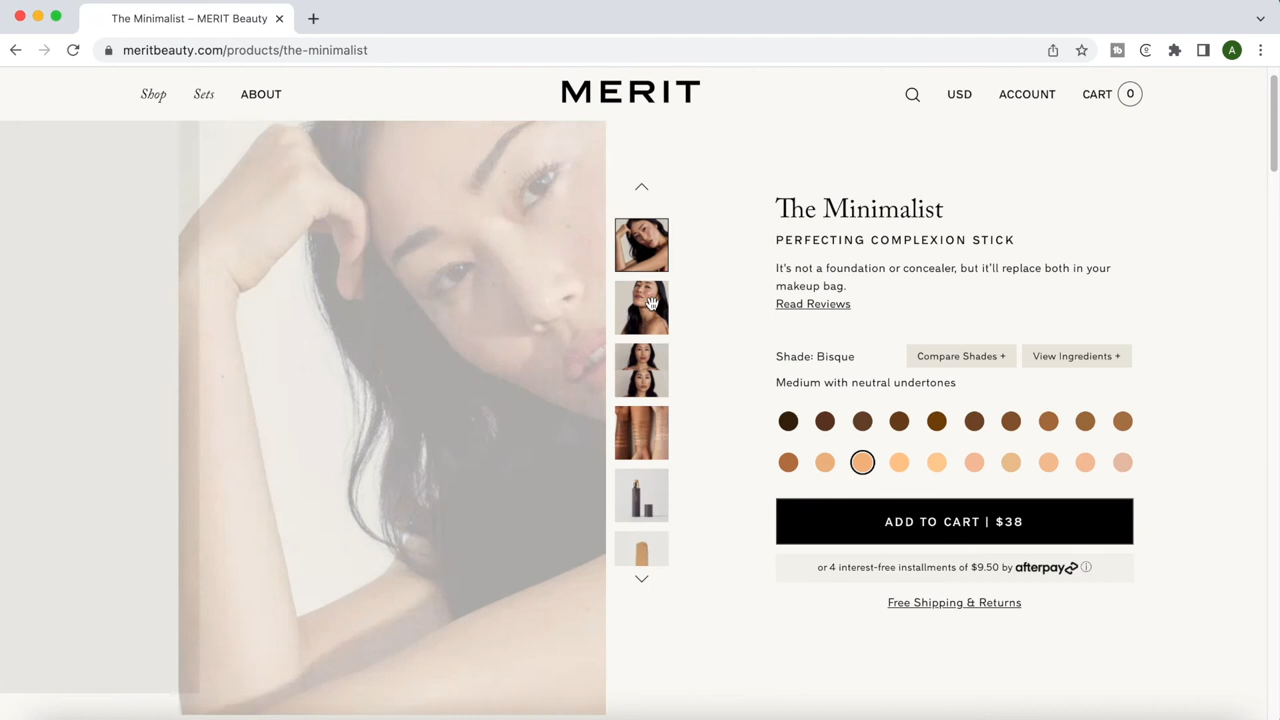 The Minimalist – MERIT Beauty
meritbeauty.com/products/the-minimalist
A
Shop Sets ABOUT
MERIT
USD ACCOUNT CART 0
The Minimalist
PERFECTING COMPLEXION STICK
It's not a foundation or concealer, but it'll replace both in your
makeup bag.
Read Reviews
Shade: Bisque
Compare Shades +
View Ingredients +
Medium with neutral undertones
ADD TO CART | $38
or 4 interest-free installments of $9.50 by afterpay
Free Shipping & Returns